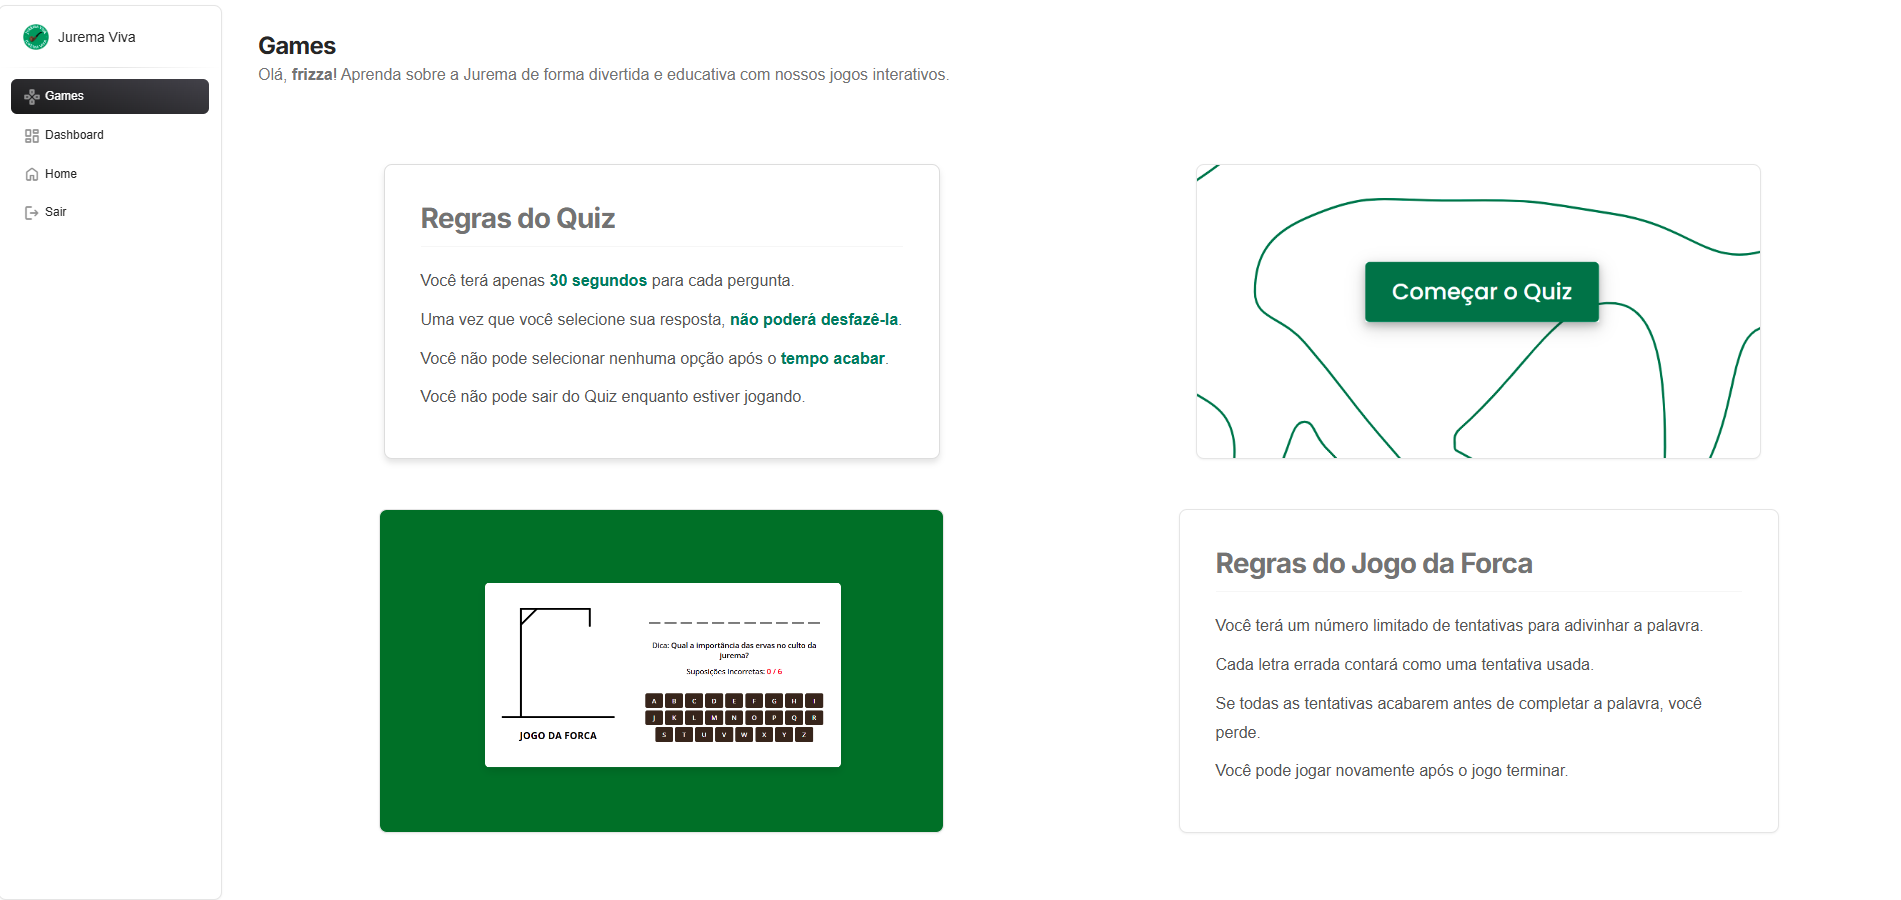 Jurema Viva
Games
Dashboard
Home
Sair
Games
Olá, frizza! Aprenda sobre a Jurema de forma divertida e educativa com nossos jogos interativos.
Regras do Quiz
Você terá apenas 30 segundos para cada pergunta.
Uma vez que você selecione sua resposta, não poderá desfazê-la.
Você não pode selecionar nenhuma opção após o tempo acabar.
Você não pode sair do Quiz enquanto estiver jogando.
Começar o Quiz
JOGO DA FORCA
Dica: Qual a importância das ervas no culto da
jurema?
Suposições incorretas: 0 / 6
A B C D E F G H I
J K L M N O P Q R
S T U V W X Y Z
Regras do Jogo da Forca
Você terá um número limitado de tentativas para adivinhar a palavra.
Cada letra errada contará como uma tentativa usada.
Se todas as tentativas acabarem antes de completar a palavra, você
perde.
Você pode jogar novamente após o jogo terminar.